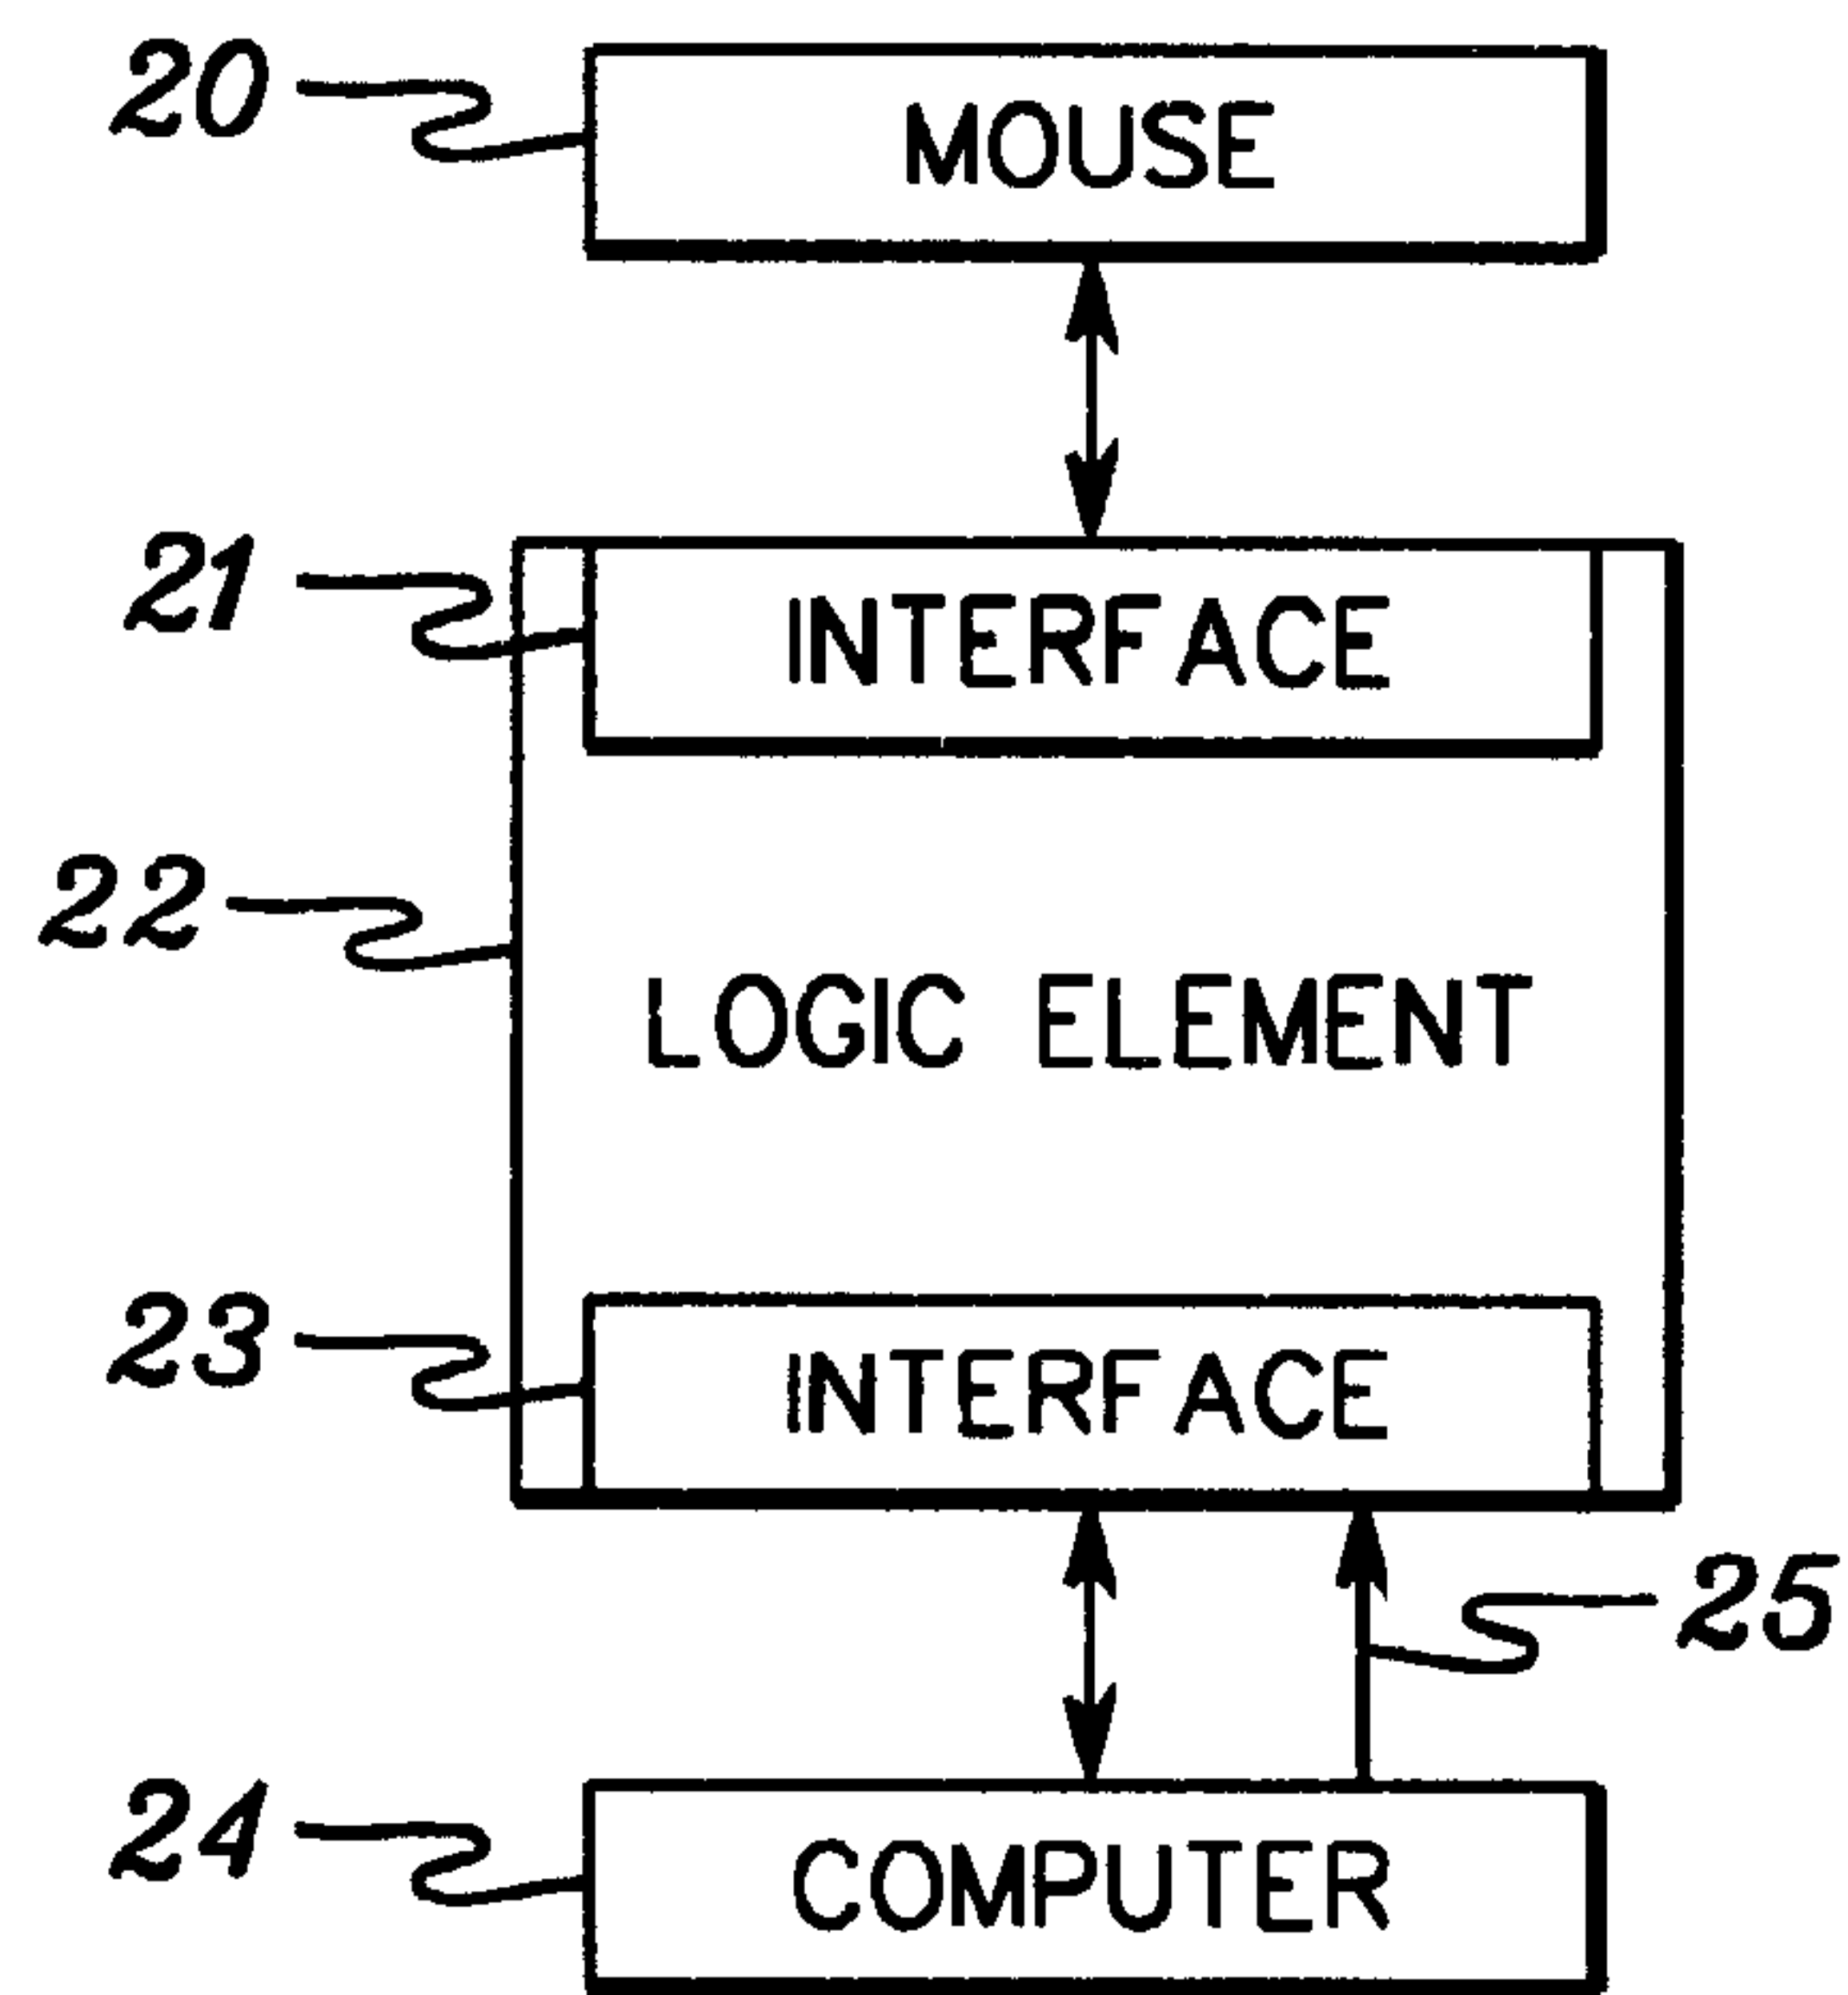 20
MOUSE
21
INTERFACE
22
LOGIC ELEMENT
23
INTERFACE
25
24
COMPUTER